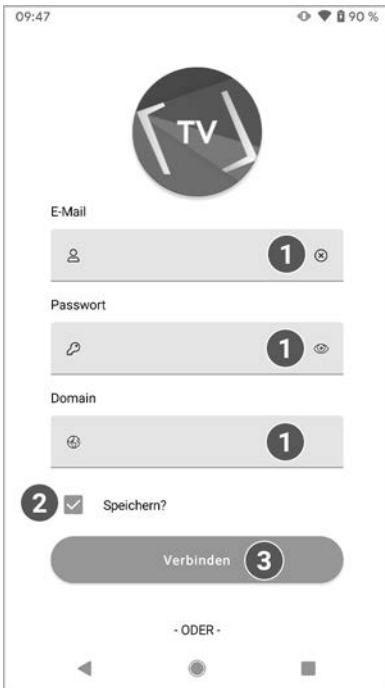 09:47 90 %
TV
E-Mail
1
Passwort
1
Domain
1
2 Speichern?
Verbinden 3
- ODER -